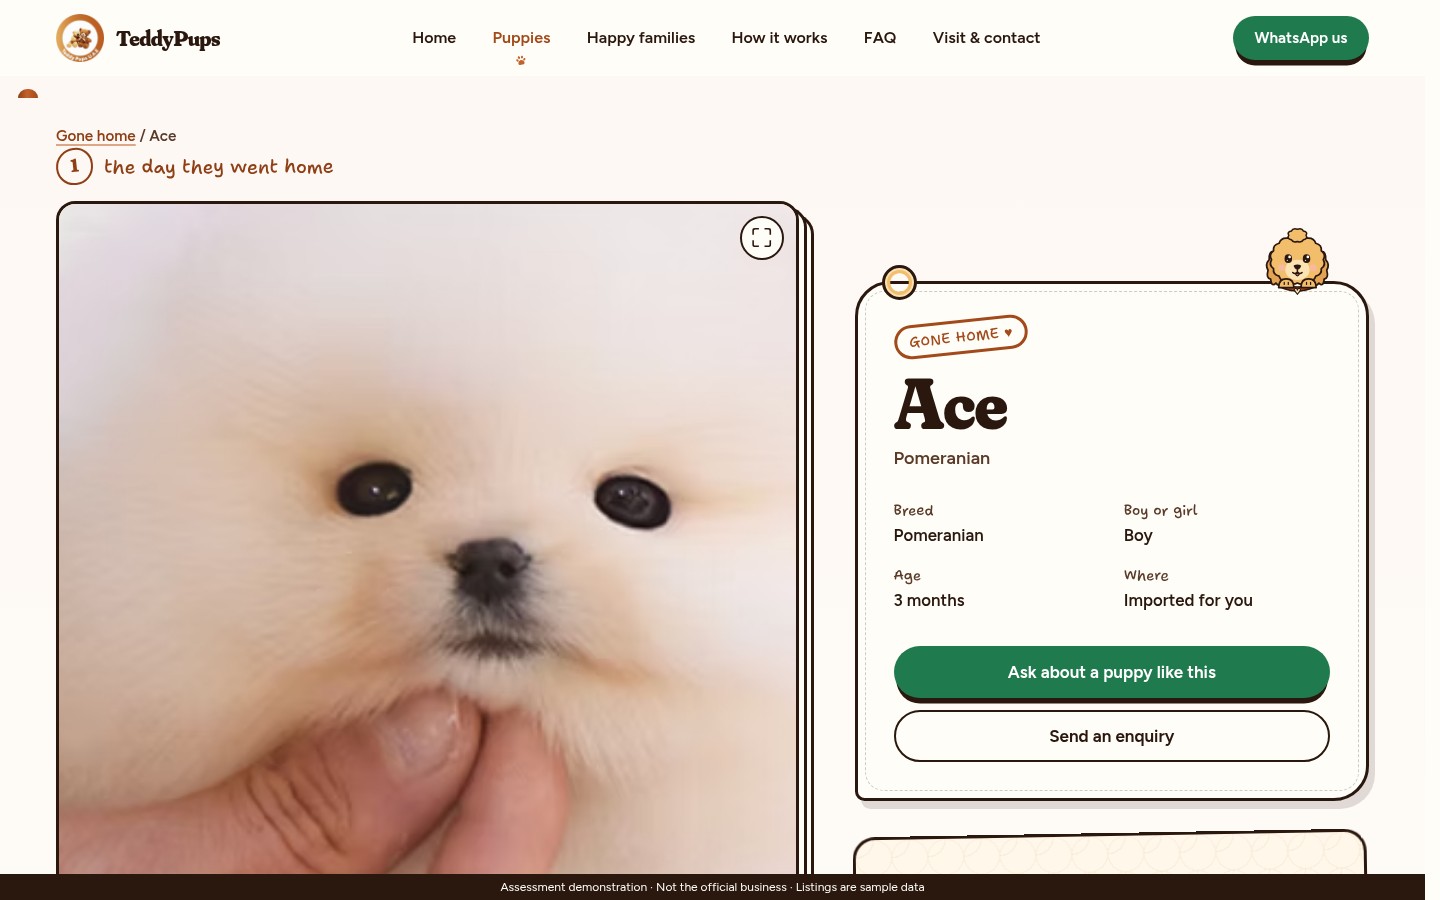 TeddyPups
Home
Puppies
Happy families
How it works
FAQ
Visit & contact
WhatsApp us
Gone home / Ace
1 the day they went home
GONE HOME ♥
Ace
Pomeranian
Breed
Pomeranian
Boy or girl
Boy
Age
3 months
Where
Imported for you
Ask about a puppy like this
Send an enquiry
Assessment demonstration · Not the official business · Listings are sample data